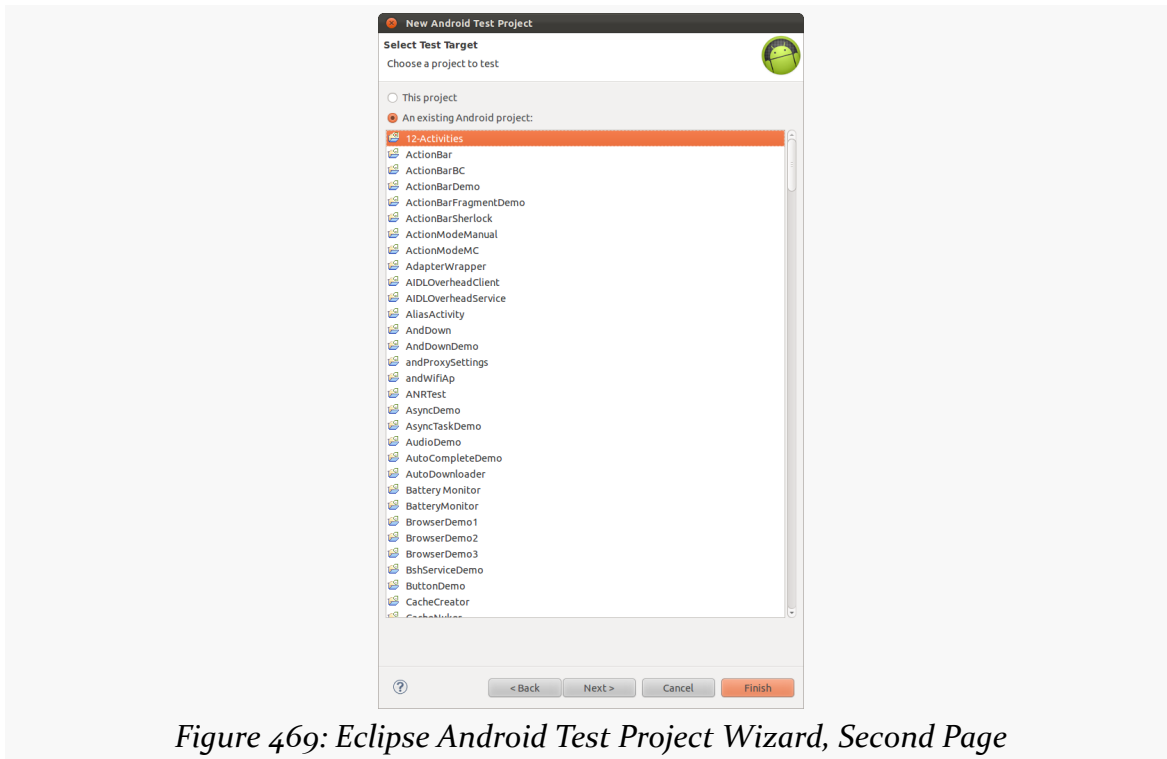 New Android Test Project
Select Test Target
Choose a project to test
This project
An existing Android project:
12-Activities
ActionBar
ActionBarBC
ActionBarDemo
ActionBarFragmentDemo
ActionBarSherlock
ActionModeManual
ActionModeMC
AdapterWrapper
AIDLOverheadClient
AIDLOverheadService
AliasActivity
AndDown
AndDownDemo
andProxySettings
andWifiAp
ANRTest
AsyncDemo
AsyncTaskDemo
AudioDemo
AutoCompleteDemo
AutoDownloader
Battery Monitor
BatteryMonitor
BrowserDemo1
BrowserDemo2
BrowserDemo3
BshServiceDemo
ButtonDemo
CacheCreator
? < Back Next > Cancel Finish
Figure 469: Eclipse Android Test Project Wizard, Second Page